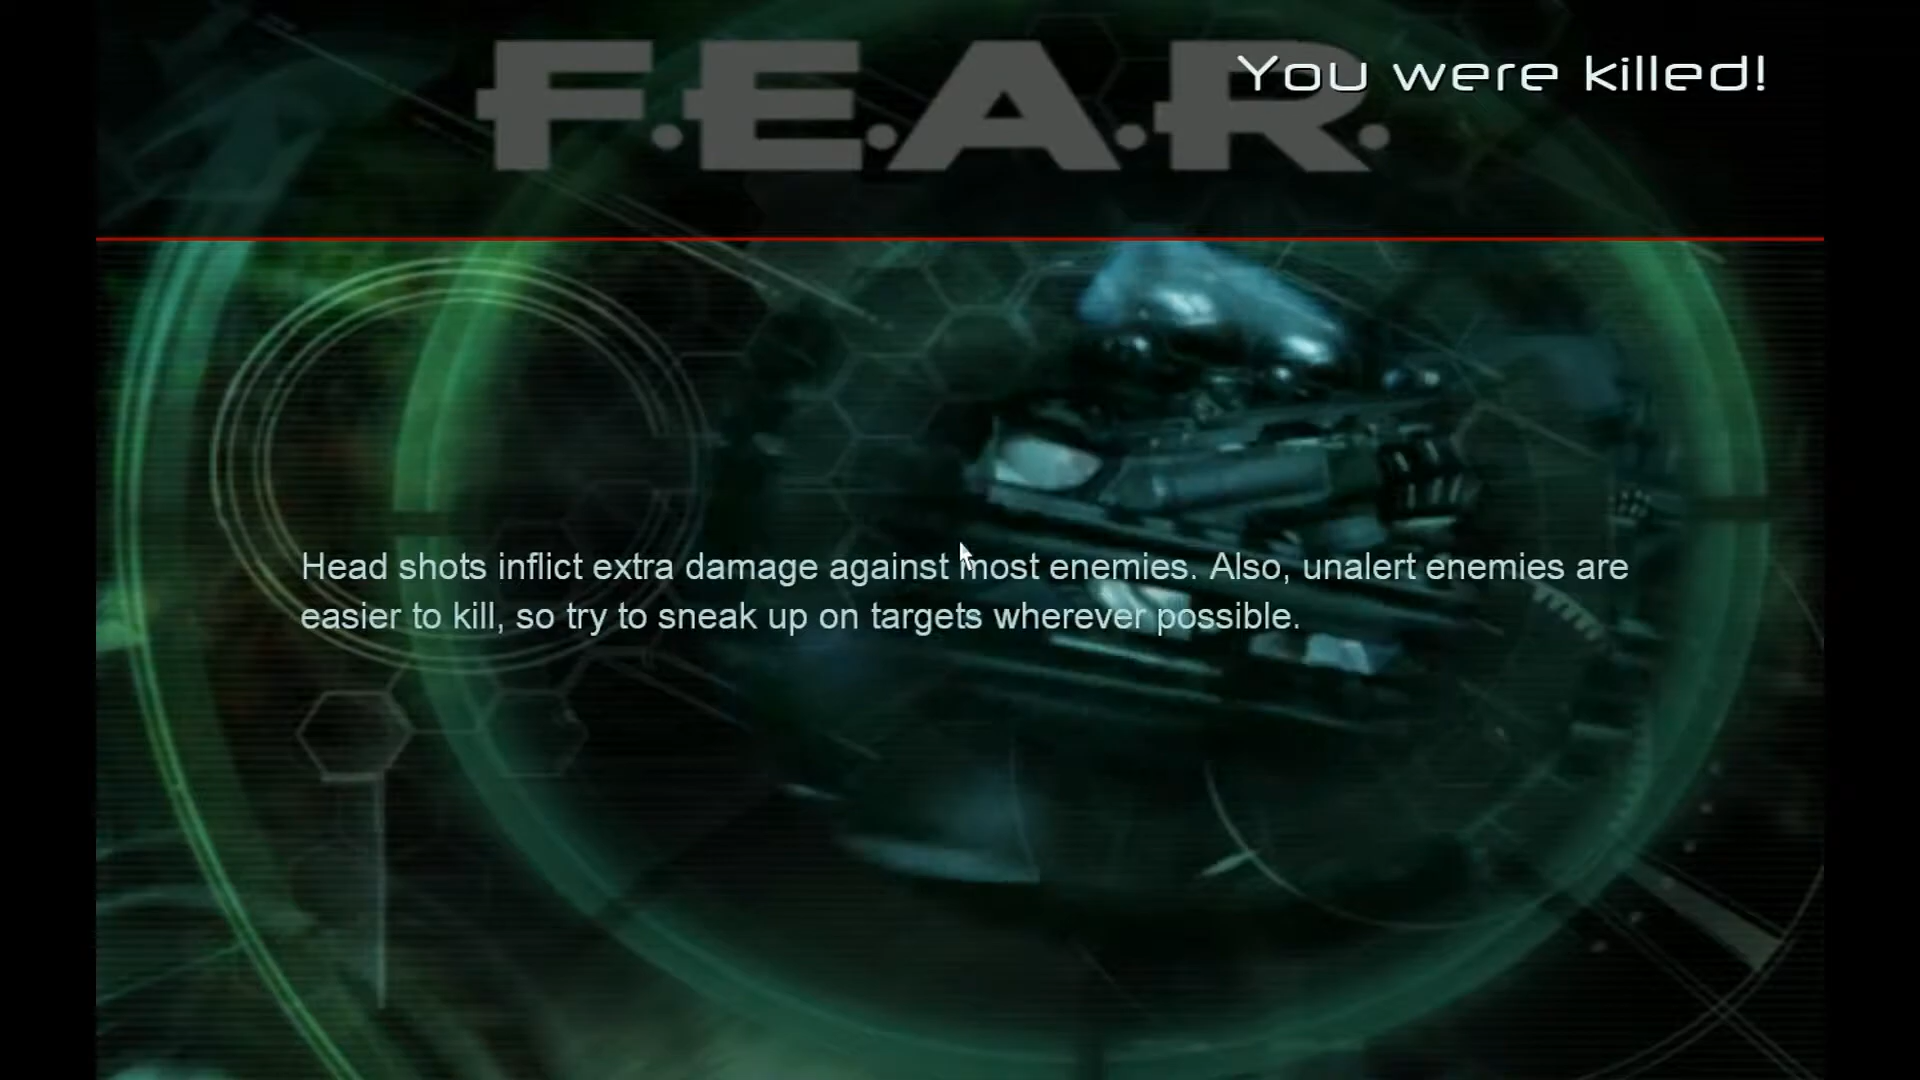 F.E.A.R.
You were killed!
Head shots inflict extra damage against most enemies. Also, unalert enemies are
easier to kill, so try to sneak up on targets wherever possible.